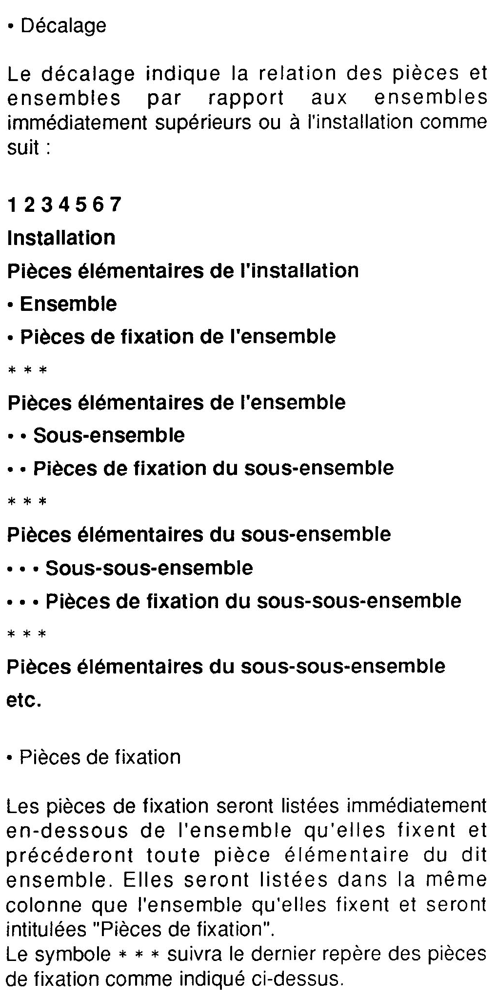 • Décalage
Le décalage indique la relation des pièces et
ensembles par rapport aux ensembles
immédiatement supérieurs ou à l'installation comme
suit :
1 2 3 4 5 6 7
Installation
Pièces élémentaires de l'installation
• Ensemble
• Pièces de fixation de l'ensemble
* * *
Pièces élémentaires de l'ensemble
• • Sous-ensemble
• • Pièces de fixation du sous-ensemble
* * *
Pièces élémentaires du sous-ensemble
• • • Sous-sous-ensemble
• • • Pièces de fixation du sous-sous-ensemble
* * *
Pièces élémentaires du sous-sous-ensemble
etc.
• Pièces de fixation
Les pièces de fixation seront listées immédiatement
en-dessous de l'ensemble qu'elles fixent et
précéderont toute pièce élémentaire du dit
ensemble. Elles seront listées dans la même
colonne que l'ensemble qu'elles fixent et seront
intitulées "Pièces de fixation".
Le symbole * * * suivra le dernier repère des pièces
de fixation comme indiqué ci-dessus.